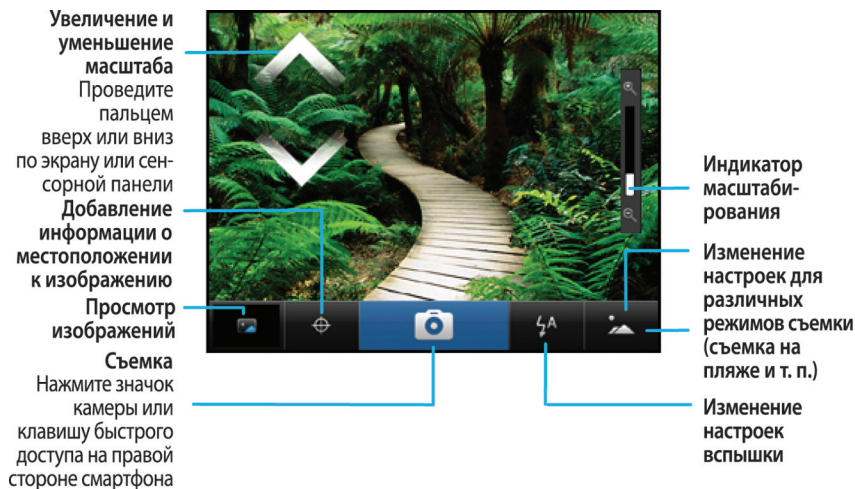 Увеличение и
уменьшение
масштаба
Проведите
пальцем
вверх или вниз
по экрану или сен-
сорной панели
Добавление
информации о
местоположении
к изображению
Просмотр
изображений
Съемка
Нажмите значок
камеры или
клавишу быстрого
доступа на правой
стороне смартфона
A
Индикатор
масштаби-
рования
Изменение
настроек для
различных
режимов съемки
(съемка на
пляже и т. п.)
Изменение
настроек
вспышки